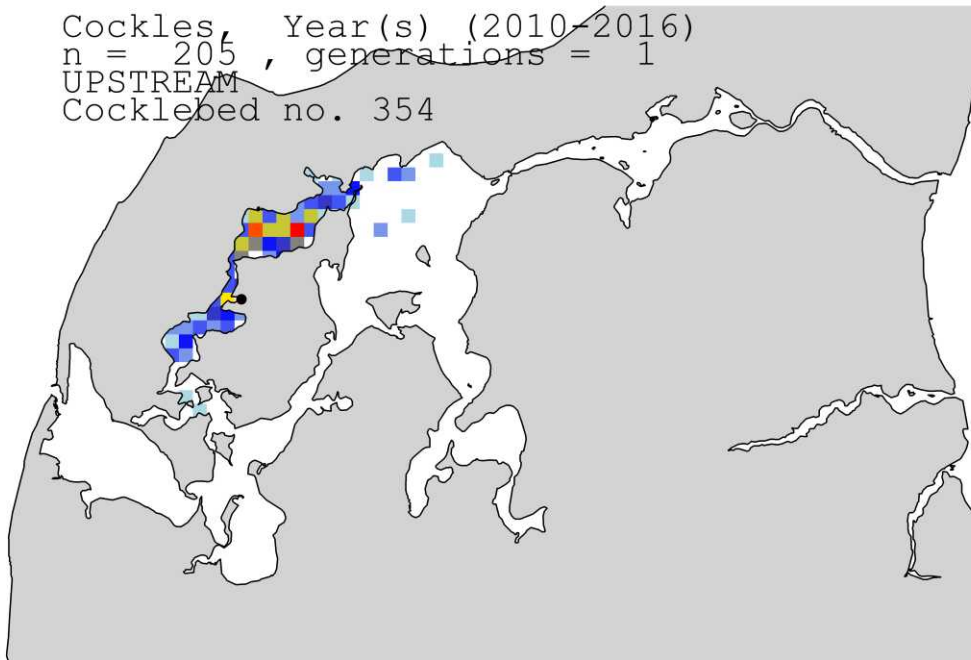 Cockles, Year(s) (2010-2016)
n = 205 , generations = 1
UPSTREAM
Cocklebed no. 354